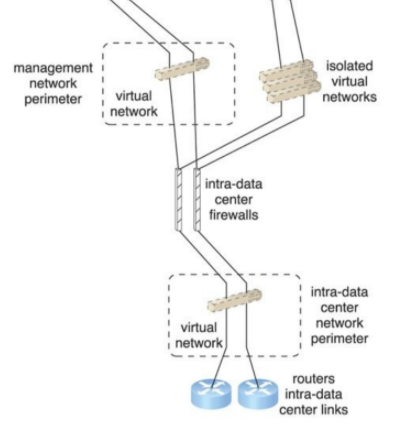 management
network
perimeter
virtual
network
isolated
virtual
networks
intra-data
center
firewalls
intra-data
center
network
perimeter
virtual
network
routers
intra-data
center links